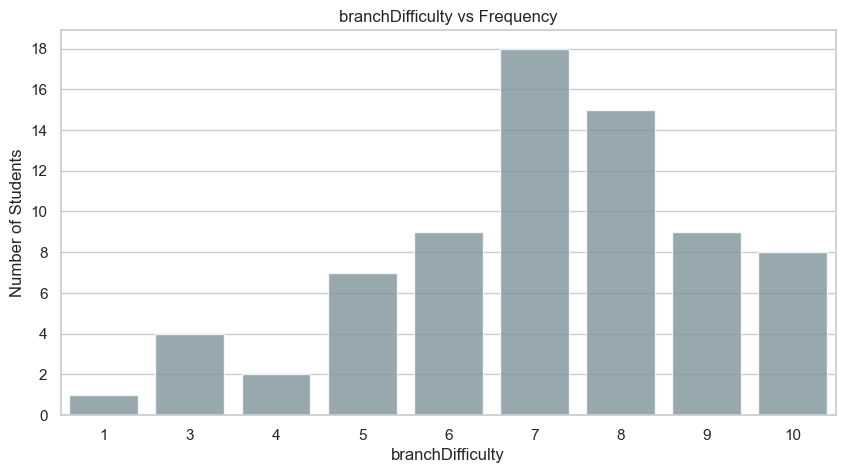 branchDifficulty vs Frequency
Number of Students
18
16
14
12
10
8
6
4
2
0
1 3 4 5 6 7 8 9 10
branchDifficulty